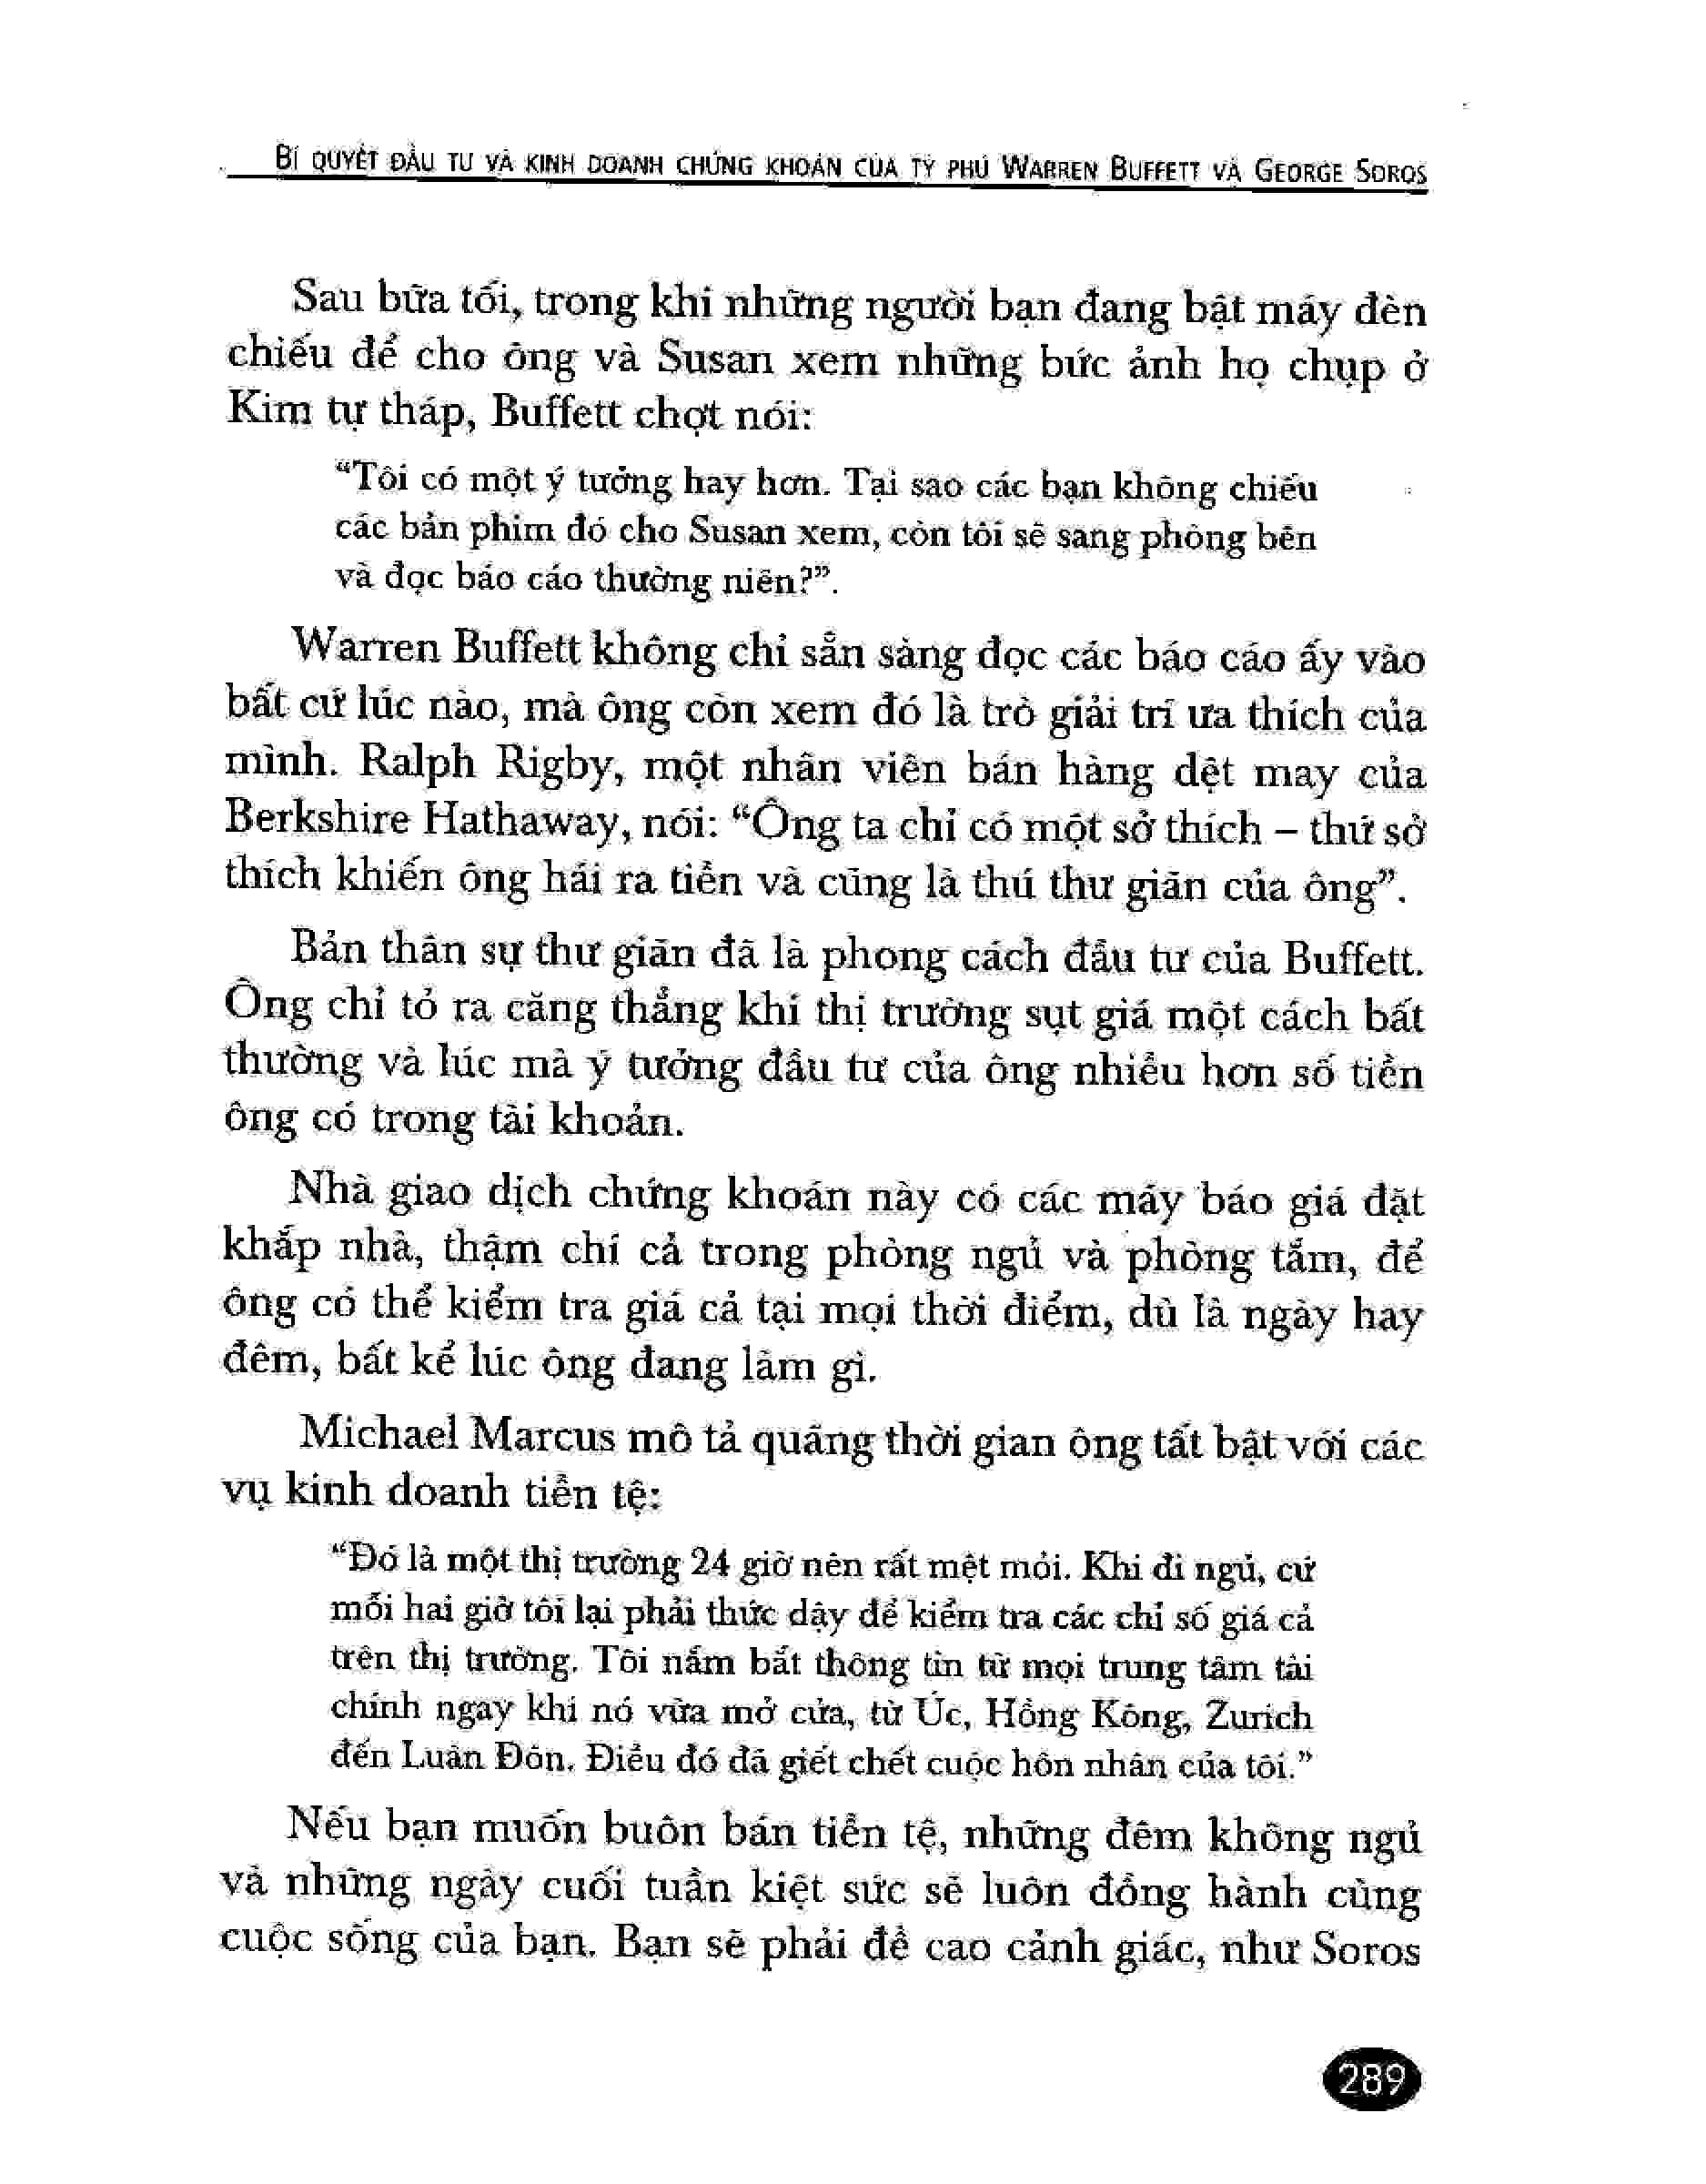 BÍ QUYẾT ĐẦU TƯ VÀ KINH DOANH CHỨNG KHOÁN CỦA TỶ PHÚ WARREN BUFFETT VÀ GEORGE SOROS
Sau bữa tối, trong khi những người bạn đang bật máy đèn
chiếu để cho ông và Susan xem những bức ảnh họ chụp ở
Kim tự tháp, Buffett chợt nói:
“Tôi có một ý tưởng hay hơn. Tại sao các bạn không chiếu
các bản phim đó cho Susan xem, còn tôi sẽ sang phòng bên
và đọc báo cáo thường niên?”.
Warren Buffett không chỉ sẵn sàng đọc các báo cáo ấy vào
bất cứ lúc nào, mà ông còn xem đó là trò giải trí ưa thích của
mình. Ralph Rigby, một nhân viên bán hàng dệt may của
Berkshire Hathaway, nói: “Ông ta chỉ có một sở thích – thứ sở
thích khiến ông hái ra tiền và cũng là thú thư giãn của ông”.
Bản thân sự thư giãn đã là phong cách đầu tư của Buffett.
Ông chỉ tỏ ra căng thẳng khi thị trường sụt giá một cách bất
thường và lúc mà ý tưởng đầu tư của ông nhiều hơn số tiền
ông có trong tài khoản.
Nhà giao dịch chứng khoán này có các máy báo giá đặt
khắp nhà, thậm chí cả trong phòng ngủ và phòng tắm, để
ông có thể kiểm tra giá cả tại mọi thời điểm, dù là ngày hay
đêm, bất kể lúc ông đang làm gì.
Michael Marcus mô tả quãng thời gian ông tất bật với các
vụ kinh doanh tiền tệ:
“Đó là một thị trường 24 giờ nên rất mệt mỏi. Khi đi ngủ, cứ
mỗi hai giờ tôi lại phải thức dậy để kiểm tra các chỉ số giá cả
trên thị trường. Tôi nắm bắt thông tin từ mọi trung tâm tài
chính ngay khi nó vừa mở cửa, từ Úc, Hồng Kông, Zurich
đến Luân Đôn. Điều đó đã giết chết cuộc hôn nhân của tôi.”
Nếu bạn muốn buôn bán tiền tệ, những đêm không ngủ
và những ngày cuối tuần kiệt sức sẽ luôn đồng hành cùng
cuộc sống của bạn. Bạn sẽ phải đề cao cảnh giác, như Soros
289